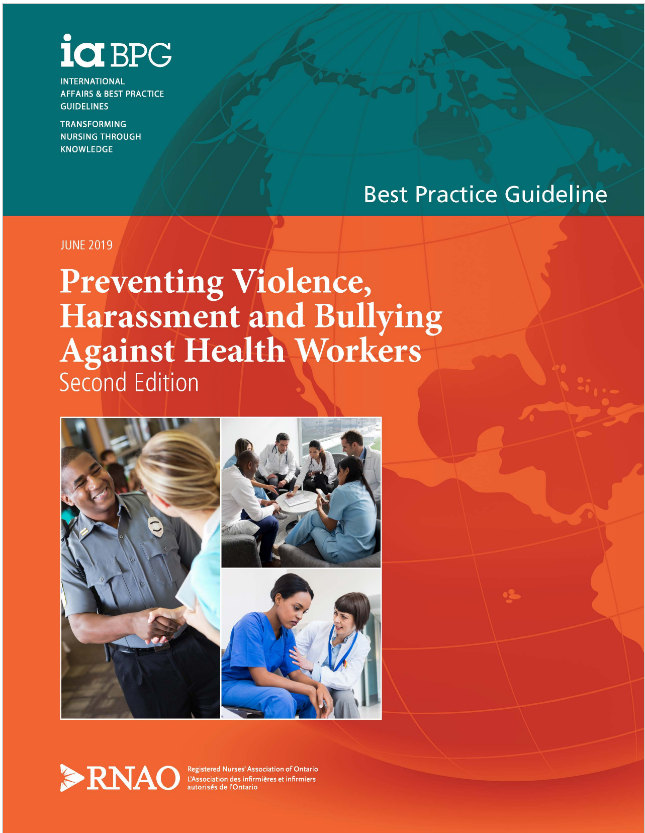 ia BPG
INTERNATIONAL
AFFAIRS & BEST PRACTICE
GUIDELINES
TRANSFORMING
NURSING THROUGH
KNOWLEDGE
Best Practice Guideline
JUNE 2019
Preventing Violence,
Harassment and Bullying
Against Health Workers
Second Edition
RNAO
Registered Nurses' Association of Ontario
L'Association des infirmières et infirmiers
autorisés de l'Ontario